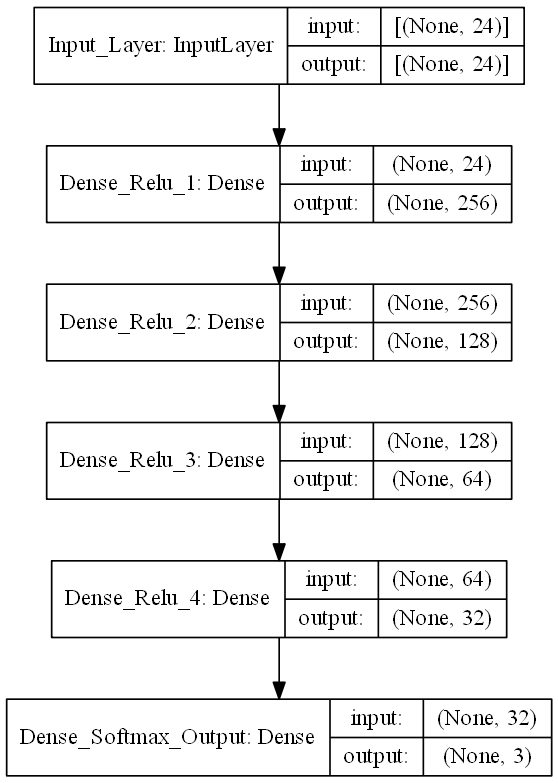 Input_Layer: InputLayer
input: [(None, 24)]
output: [(None, 24)]
Dense_Relu_1: Dense
input: (None, 24)
output: (None, 256)
Dense_Relu_2: Dense
input: (None, 256)
output: (None, 128)
Dense_Relu_3: Dense
input: (None, 128)
output: (None, 64)
Dense_Relu_4: Dense
input: (None, 64)
output: (None, 32)
Dense_Softmax_Output: Dense
input: (None, 32)
output: (None, 3)